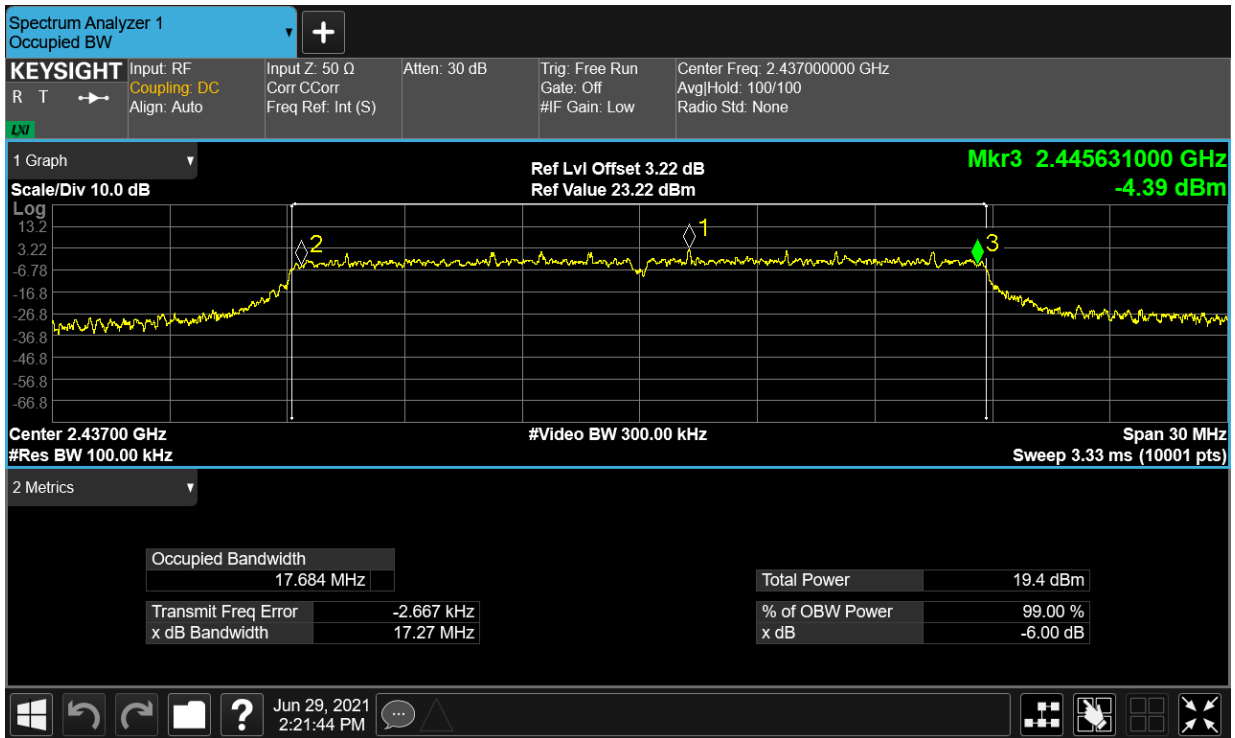 Spectrum Analyzer 1
Occupied BW
KEYSIGHT
R T
LXI
Input: RF
Coupling: DC
Align: Auto
Input Z: 50 Ω
Corr CCorr
Freq Ref: Int (S)
Atten: 30 dB
Trig: Free Run
Gate: Off
#IF Gain: Low
Center Freq: 2.437000000 GHz
Avg|Hold: 100/100
Radio Std: None
1 Graph
Scale/Div 10.0 dB
Ref Lvl Offset 3.22 dB
Ref Value 23.22 dBm
Mkr3 2.445631000 GHz
-4.39 dBm
Log
13.2
3.22
-6.78
-16.8
-26.8
-36.8
-46.8
-56.8
-66.8
2
1
3
Center 2.43700 GHz
#Res BW 100.00 kHz
#Video BW 300.00 kHz
Span 30 MHz
Sweep 3.33 ms (10001 pts)
2 Metrics
Occupied Bandwidth
17.684 MHz
Transmit Freq Error -2.667 kHz
x dB Bandwidth 17.27 MHz
Total Power 19.4 dBm
% of OBW Power 99.00 %
x dB -6.00 dB
?
Jun 29, 2021
2:21:44 PM